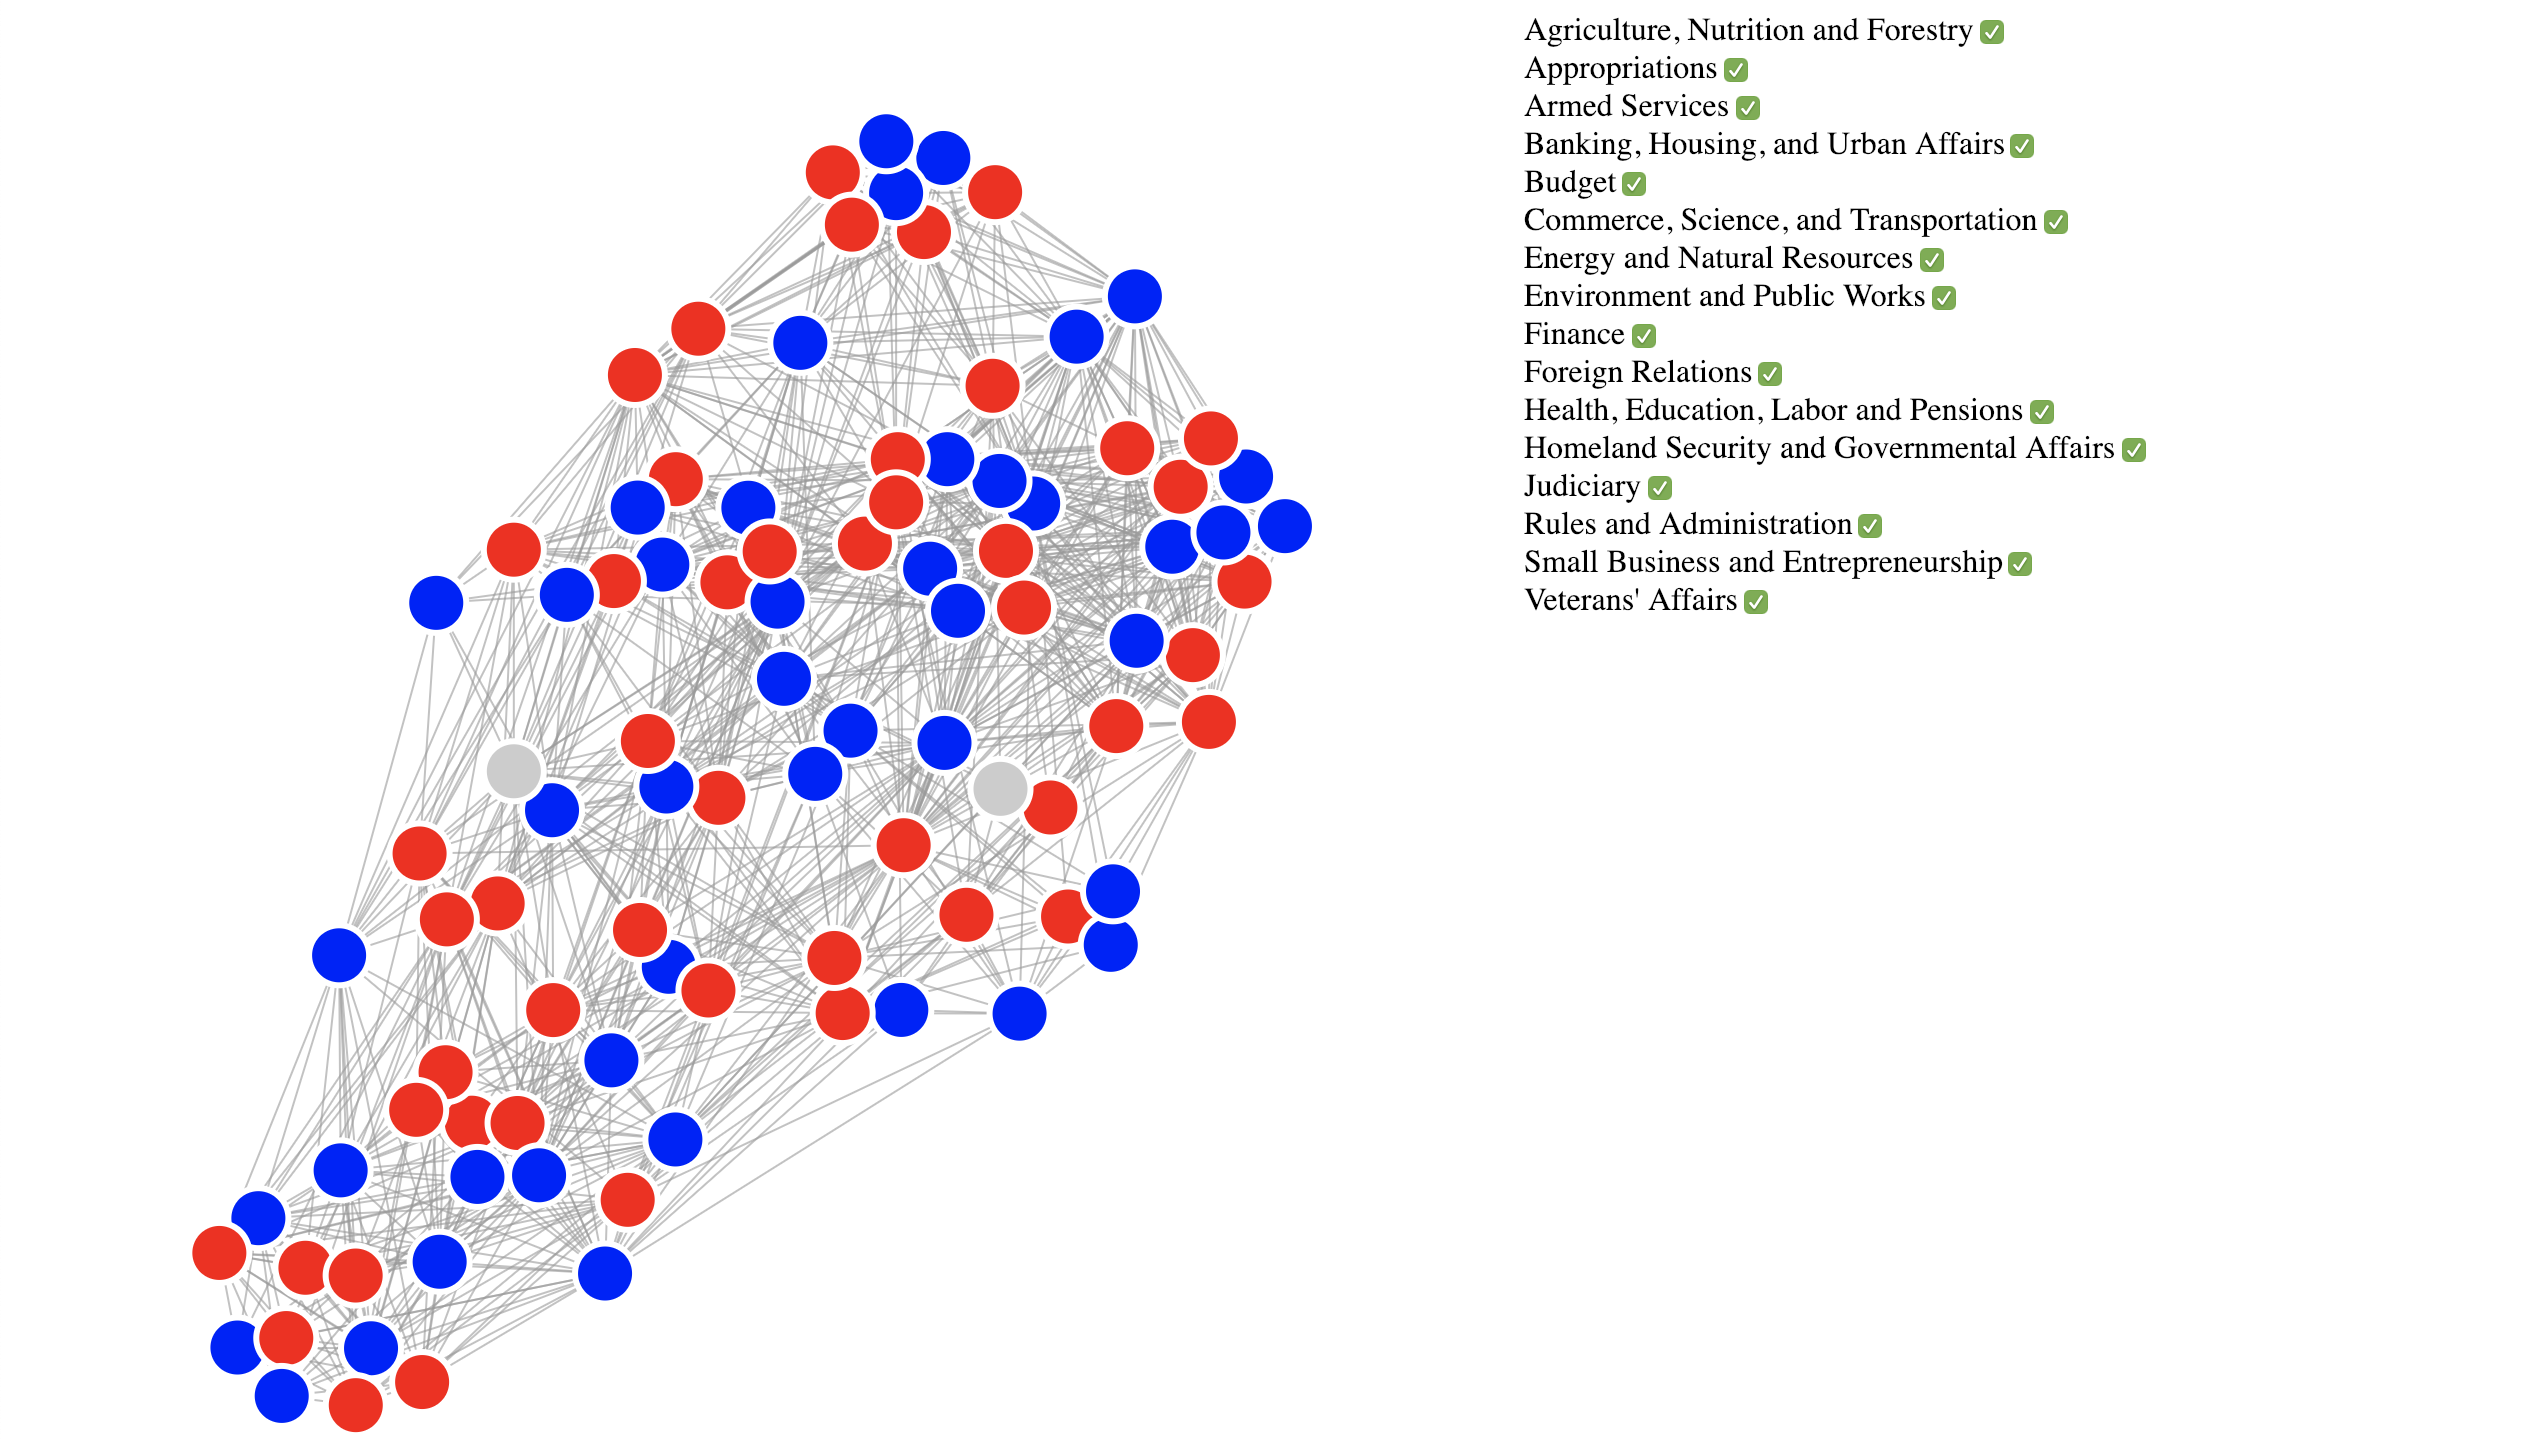 Agriculture, Nutrition and Forestry ✅
Appropriations ✅
Armed Services ✅
Banking, Housing, and Urban Affairs ✅
Budget ✅
Commerce, Science, and Transportation ✅
Energy and Natural Resources ✅
Environment and Public Works ✅
Finance ✅
Foreign Relations ✅
Health, Education, Labor and Pensions ✅
Homeland Security and Governmental Affairs ✅
Judiciary ✅
Rules and Administration ✅
Small Business and Entrepreneurship ✅
Veterans' Affairs ✅